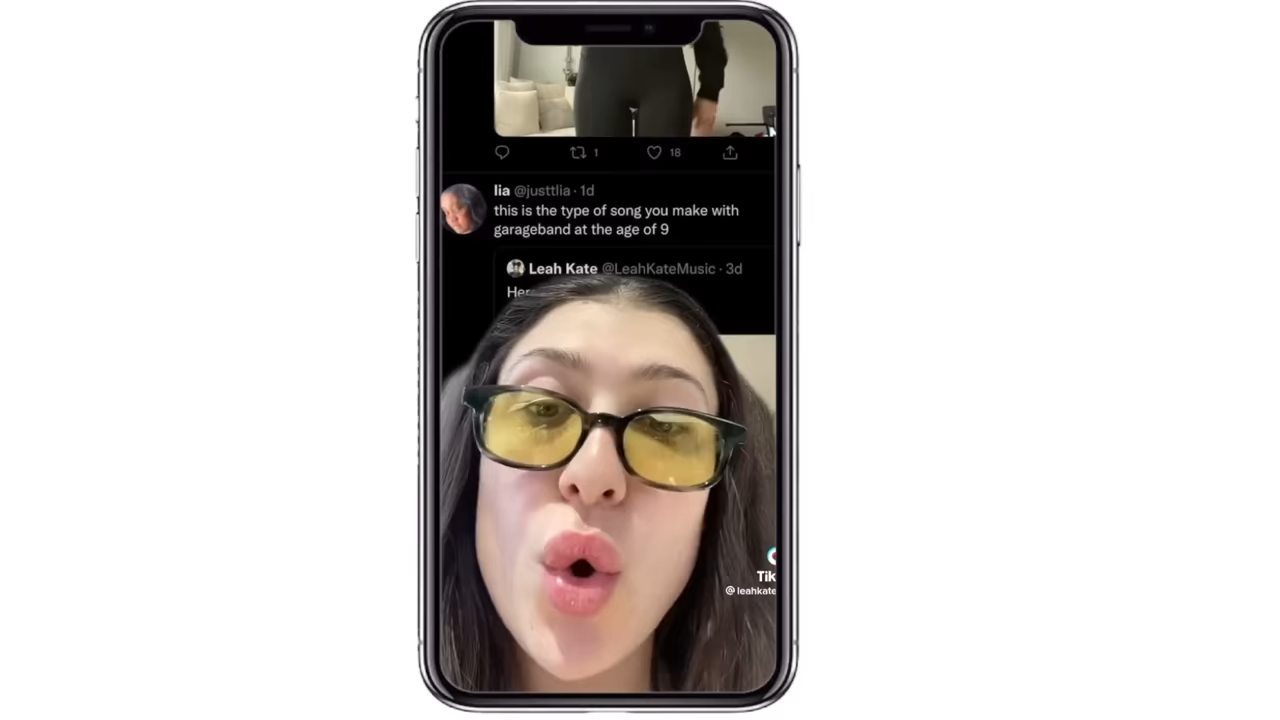 1
18
lia @justtlia · 1d
this is the type of song you make with
garageband at the age of 9
Leah Kate @LeahKateMusic · 3d
Her
Tik
@leahkate